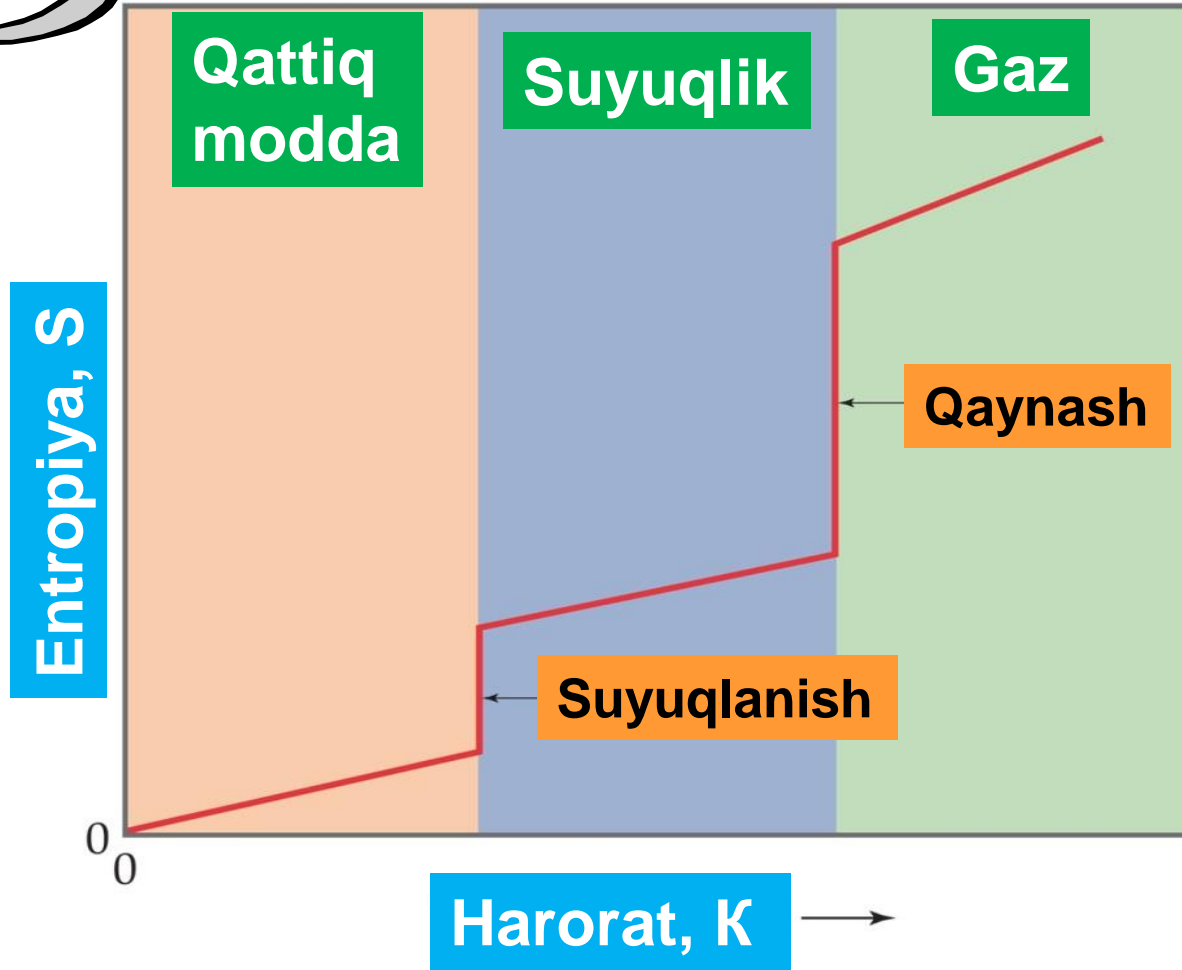 Qattiq
modda
Suyuqlik
Gaz
Entropiya, S
Qaynash
Suyuqlanish
0
0
Harorat, К